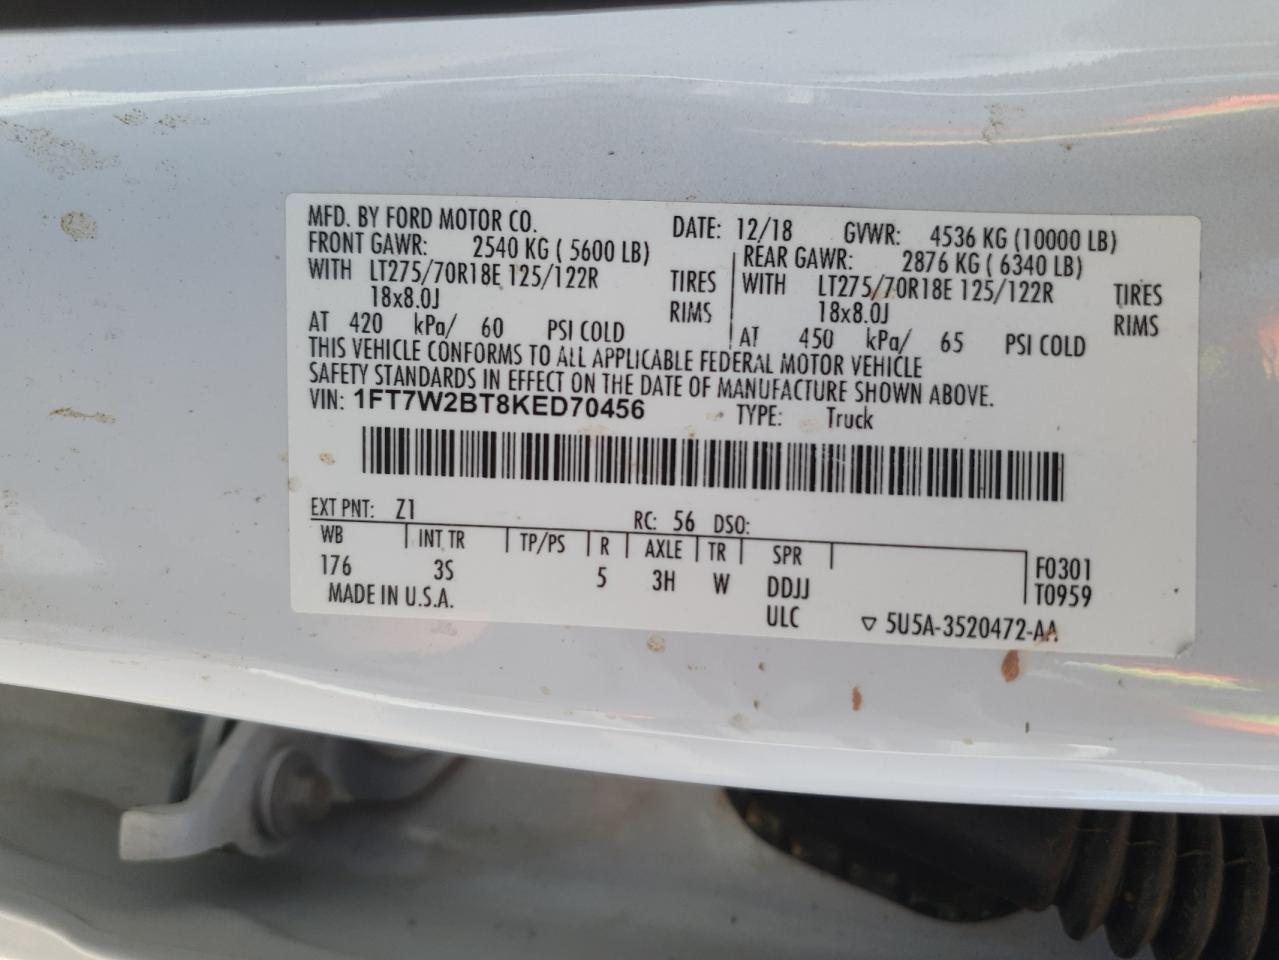 MFD. BY FORD MOTOR CO. DATE: 12/18 GVWR: 4536 KG (10000 LB)
FRONT GAWR: 2540 KG ( 5600 LB) REAR GAWR: 2876 KG ( 6340 LB)
WITH LT275/70R18E 125/122R TIRES WITH LT275/70R18E 125/122R TIRES
18x8.0J RIMS 18x8.0J RIMS
AT 420 kPa/ 60 PSI COLD AT 450 kPa/ 65 PSI COLD
THIS VEHICLE CONFORMS TO ALL APPLICABLE FEDERAL MOTOR VEHICLE
SAFETY STANDARDS IN EFFECT ON THE DATE OF MANUFACTURE SHOWN ABOVE.
VIN: 1FT7W2BT8KED70456 TYPE: Truck
EXT PNT: Z1 RC: 56 DSO:
WB INT TR TP/PS R AXLE TR SPR F0301
176 3S 5 3H W DDJJ T0959
MADE IN U.S.A. ULC ▽ 5U5A-3520472-AA